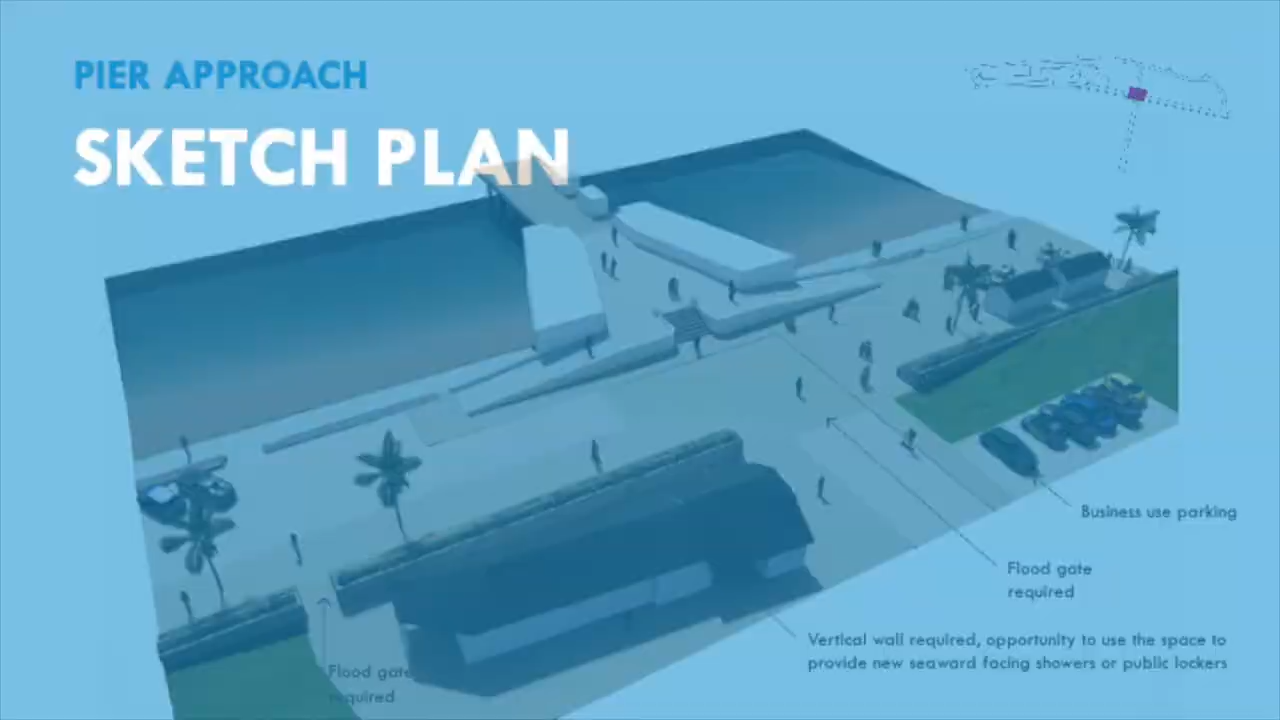 PIER APPROACH
SKETCH PLAN
Business use parking
Flood gate
required
Vertical wall required, opportunity to use the space to
provide new seaward facing showers or public lockers
Flood gate
required